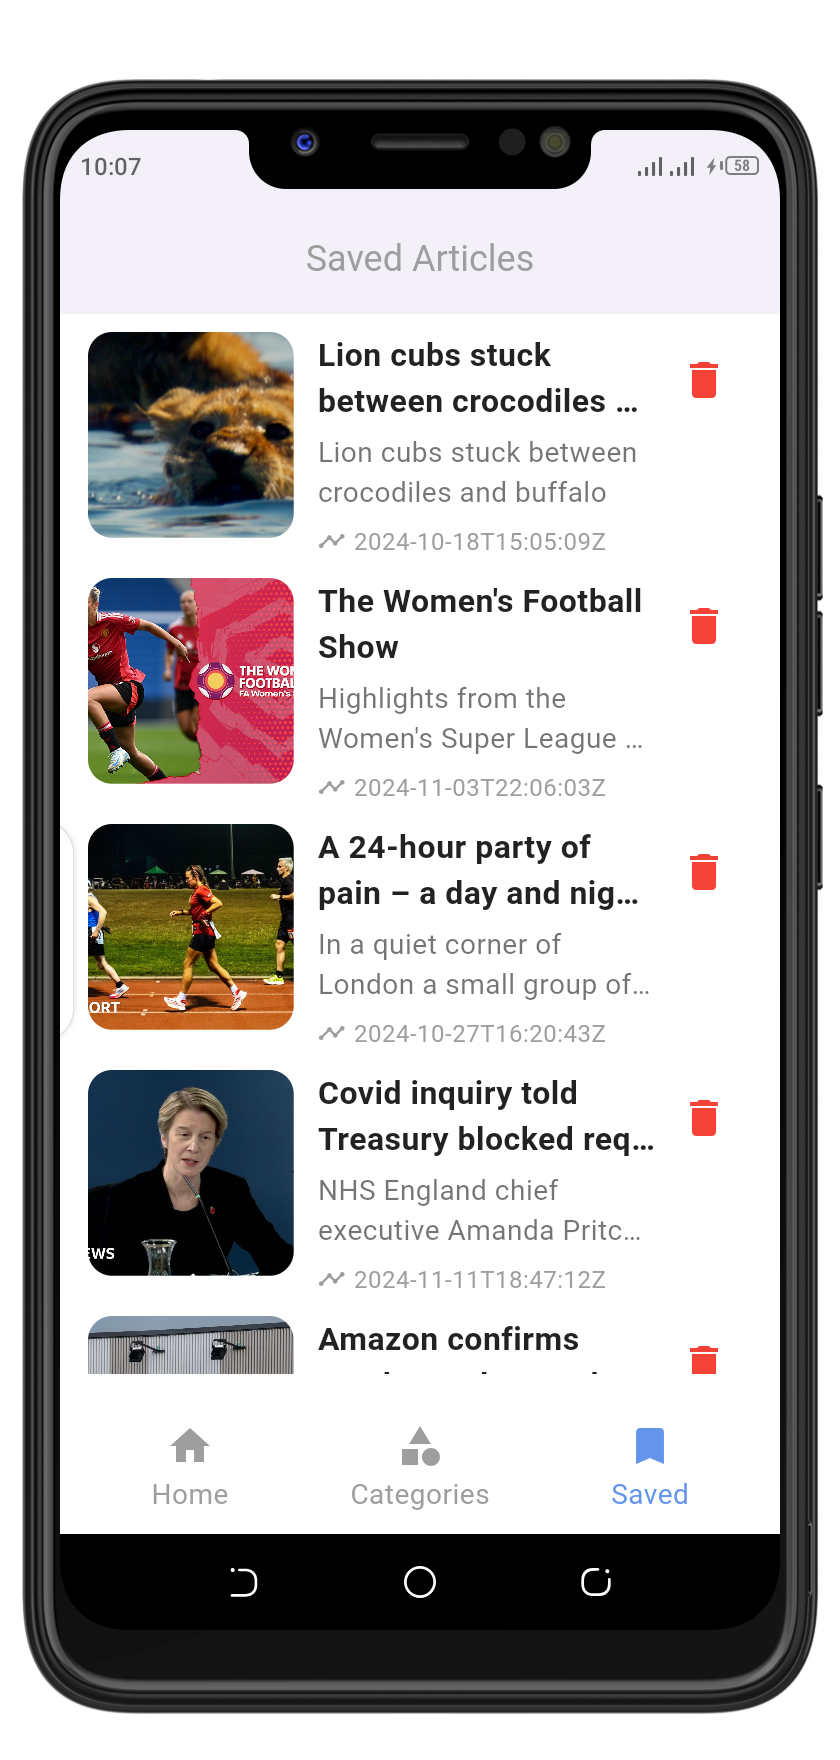 10:07
58
Saved Articles
Lion cubs stuck
between crocodiles …
Lion cubs stuck between
crocodiles and buffalo
2024-10-18T15:05:09Z
THE WOM
FOOTBAL
FA Women's
The Women's Football
Show
Highlights from the
Women's Super League …
2024-11-03T22:06:03Z
ORT
A 24-hour party of
pain – a day and nig…
In a quiet corner of
London a small group of…
2024-10-27T16:20:43Z
EWS
Covid inquiry told
Treasury blocked req…
NHS England chief
executive Amanda Pritc…
2024-11-11T18:47:12Z
Amazon confirms
Home
Categories
Saved